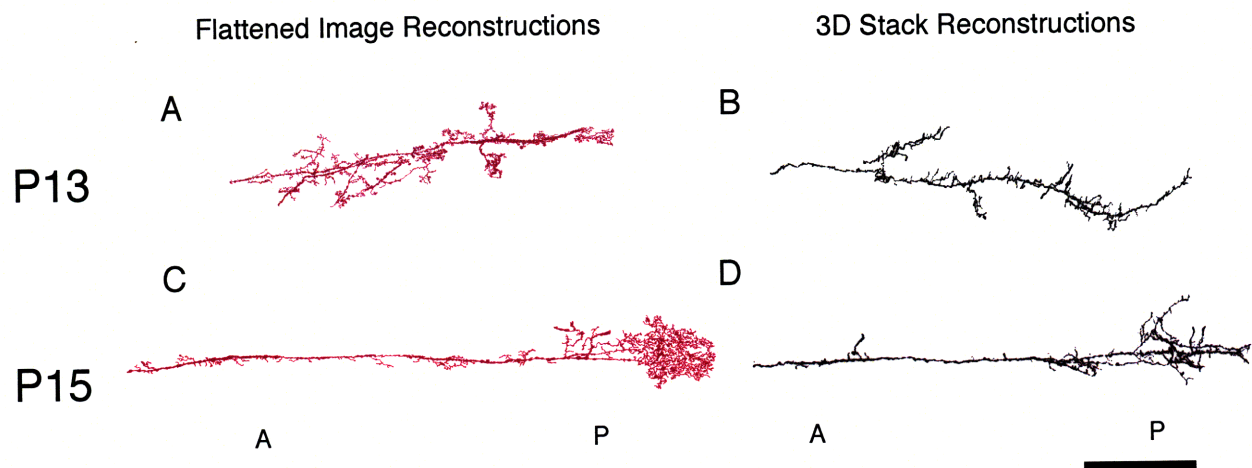 Flattened Image Reconstructions
3D Stack Reconstructions
A
B
P13
C
D
P15
A
P
A
P